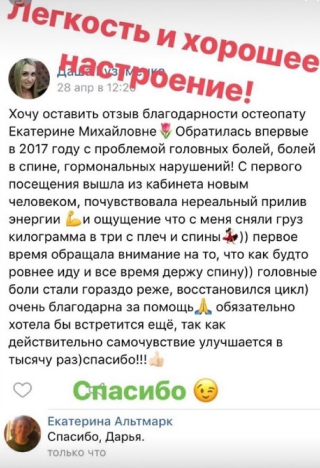 Легкость и хорошее
настроение!
28 апр в 12:26
Хочу оставить отзыв благодарности остеопату
Екатерине Михайловне🌷 Обратилась впервые
в 2017 году с проблемой головных болей, болей
в спине, гормональных нарушений! С первого
посещения вышла из кабинета новым
человеком, почувствовала нереальный прилив
энергии 💪и ощущение что с меня сняли груз
килограмма в три с плеч и спины💃)) первое
время обращала внимание на то, что как будто
ровнее иду и все время держу спину)) головные
боли стали гораздо реже, восстановился цикл)
очень благодарна за помощь🙏 обязательно
хотела бы встретится ещё, так как
действительно самочувствие улучшается в
тысячу раз)спасибо!!!👍🏻
Спасибо 😉
Екатерина Альтмарк
Спасибо, Дарья.
только что